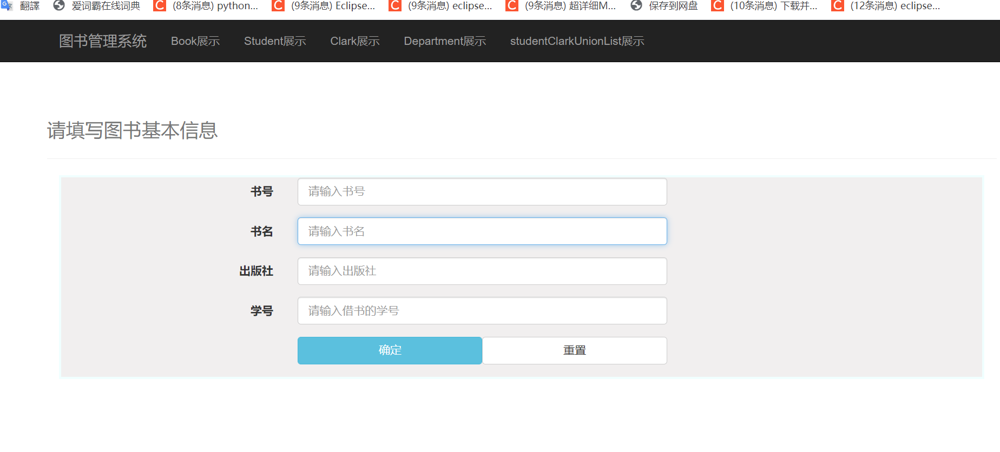 翻譯 爱词霸在线词典 (8条消息) python... (9条消息) Eclipse... (9条消息) eclipse... (9条消息) 超详细M... 保存到网盘 (10条消息) 下载并... (12条消息) eclipse...
图书管理系统 Book展示 Student展示 Clark展示 Department展示 studentClarkUnionList展示
请填写图书基本信息
书号 请输入书号
书名 请输入书名
出版社 请输入出版社
学号 请输入借书的学号
确定 重置